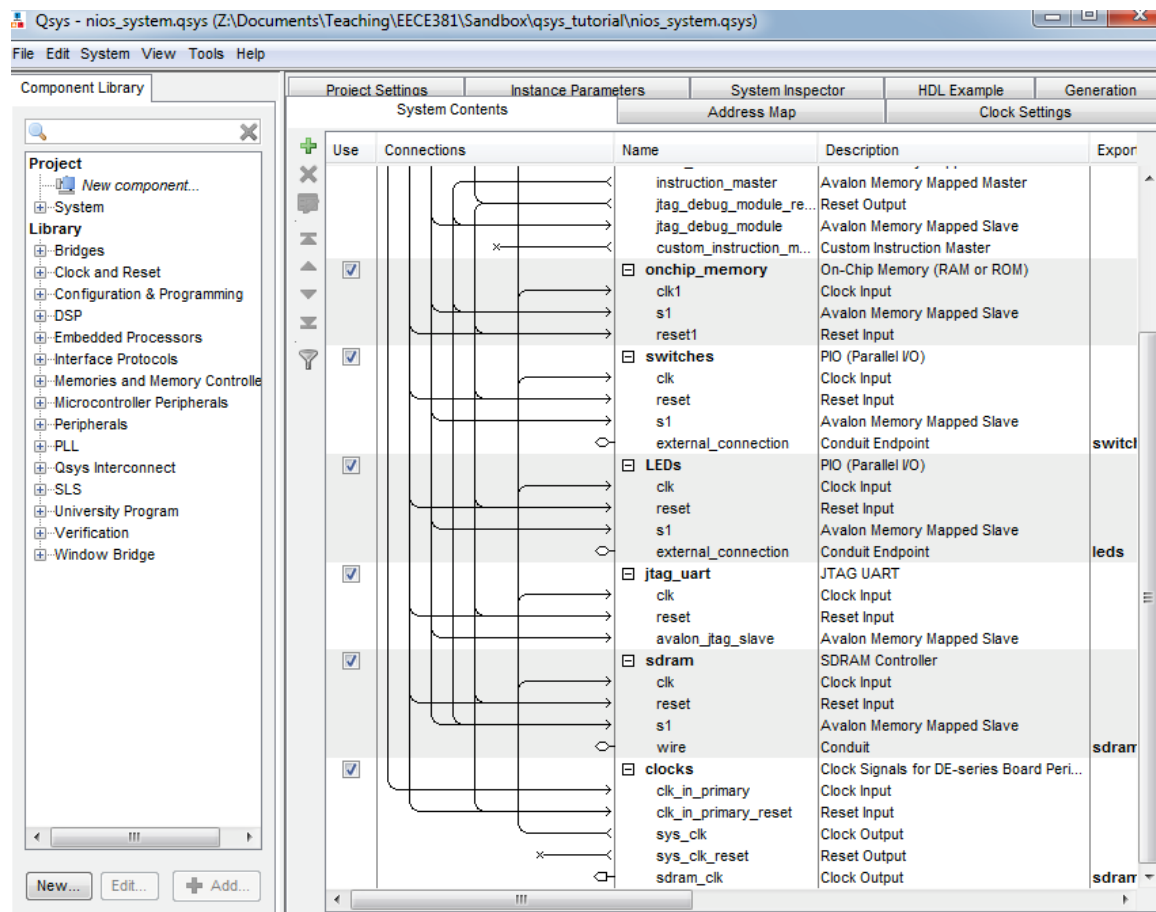 Qsys - nios_system.qsys (Z:\Documents\Teaching\EECE381\Sandbox\qsys_tutorial\nios_system.qsys)
File Edit System View Tools Help
Component Library
Project
New component...
System
Library
Bridges
Clock and Reset
Configuration & Programming
DSP
Embedded Processors
Interface Protocols
Memories and Memory Controlle
Microcontroller Peripherals
Peripherals
PLL
Qsys Interconnect
SLS
University Program
Verification
Window Bridge
New... Edit... Add...
Project Settings Instance Parameters System Inspector HDL Example Generation
System Contents Address Map Clock Settings
Use Connections Name Description Export
instruction_master Avalon Memory Mapped Master
jtag_debug_module_re... Reset Output
jtag_debug_module Avalon Memory Mapped Slave
custom_instruction_m... Custom Instruction Master
onchip_memory On-Chip Memory (RAM or ROM)
clk1 Clock Input
s1 Avalon Memory Mapped Slave
reset1 Reset Input
switches PIO (Parallel I/O)
clk Clock Input
reset Reset Input
s1 Avalon Memory Mapped Slave
external_connection Conduit Endpoint switch
LEDs PIO (Parallel I/O)
clk Clock Input
reset Reset Input
s1 Avalon Memory Mapped Slave
external_connection Conduit Endpoint leds
jtag_uart JTAG UART
clk Clock Input
reset Reset Input
avalon_jtag_slave Avalon Memory Mapped Slave
sdram SDRAM Controller
clk Clock Input
reset Reset Input
s1 Avalon Memory Mapped Slave
wire Conduit sdram
clocks Clock Signals for DE-series Board Peri...
clk_in_primary Clock Input
clk_in_primary_reset Reset Input
sys_clk Clock Output
sys_clk_reset Reset Output
sdram_clk Clock Output sdram